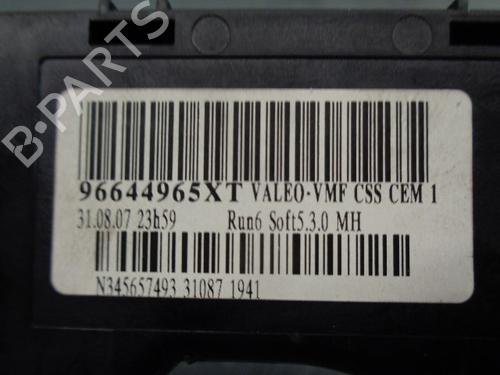 B-PARTS
96644965XT VALEO-VMF CSS CEM 1
31.08.07 23h59 Run6 Soft5.3.0 MH
N345657493 31087 1941